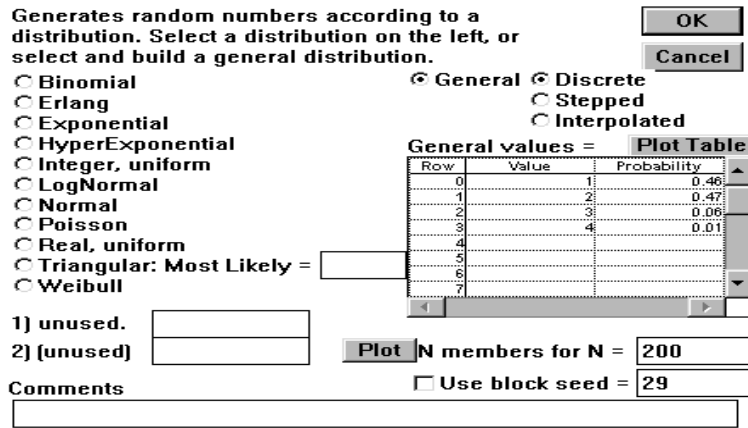 Generates random numbers according to a
distribution. Select a distribution on the left, or
select and build a general distribution.
OK
Cancel
Binomial
Erlang
Exponential
HyperExponential
Integer, uniform
LogNormal
Normal
Poisson
Real, uniform
Triangular: Most Likely =
Weibull
General Discrete
Stepped
Interpolated
General values = Plot Table
Row Value Probability
0 1 0.46
1 2 0.47
2 3 0.06
3 4 0.01
4
5
6
7
1) unused.
2) (unused)
Plot N members for N = 200
Use block seed = 29
Comments